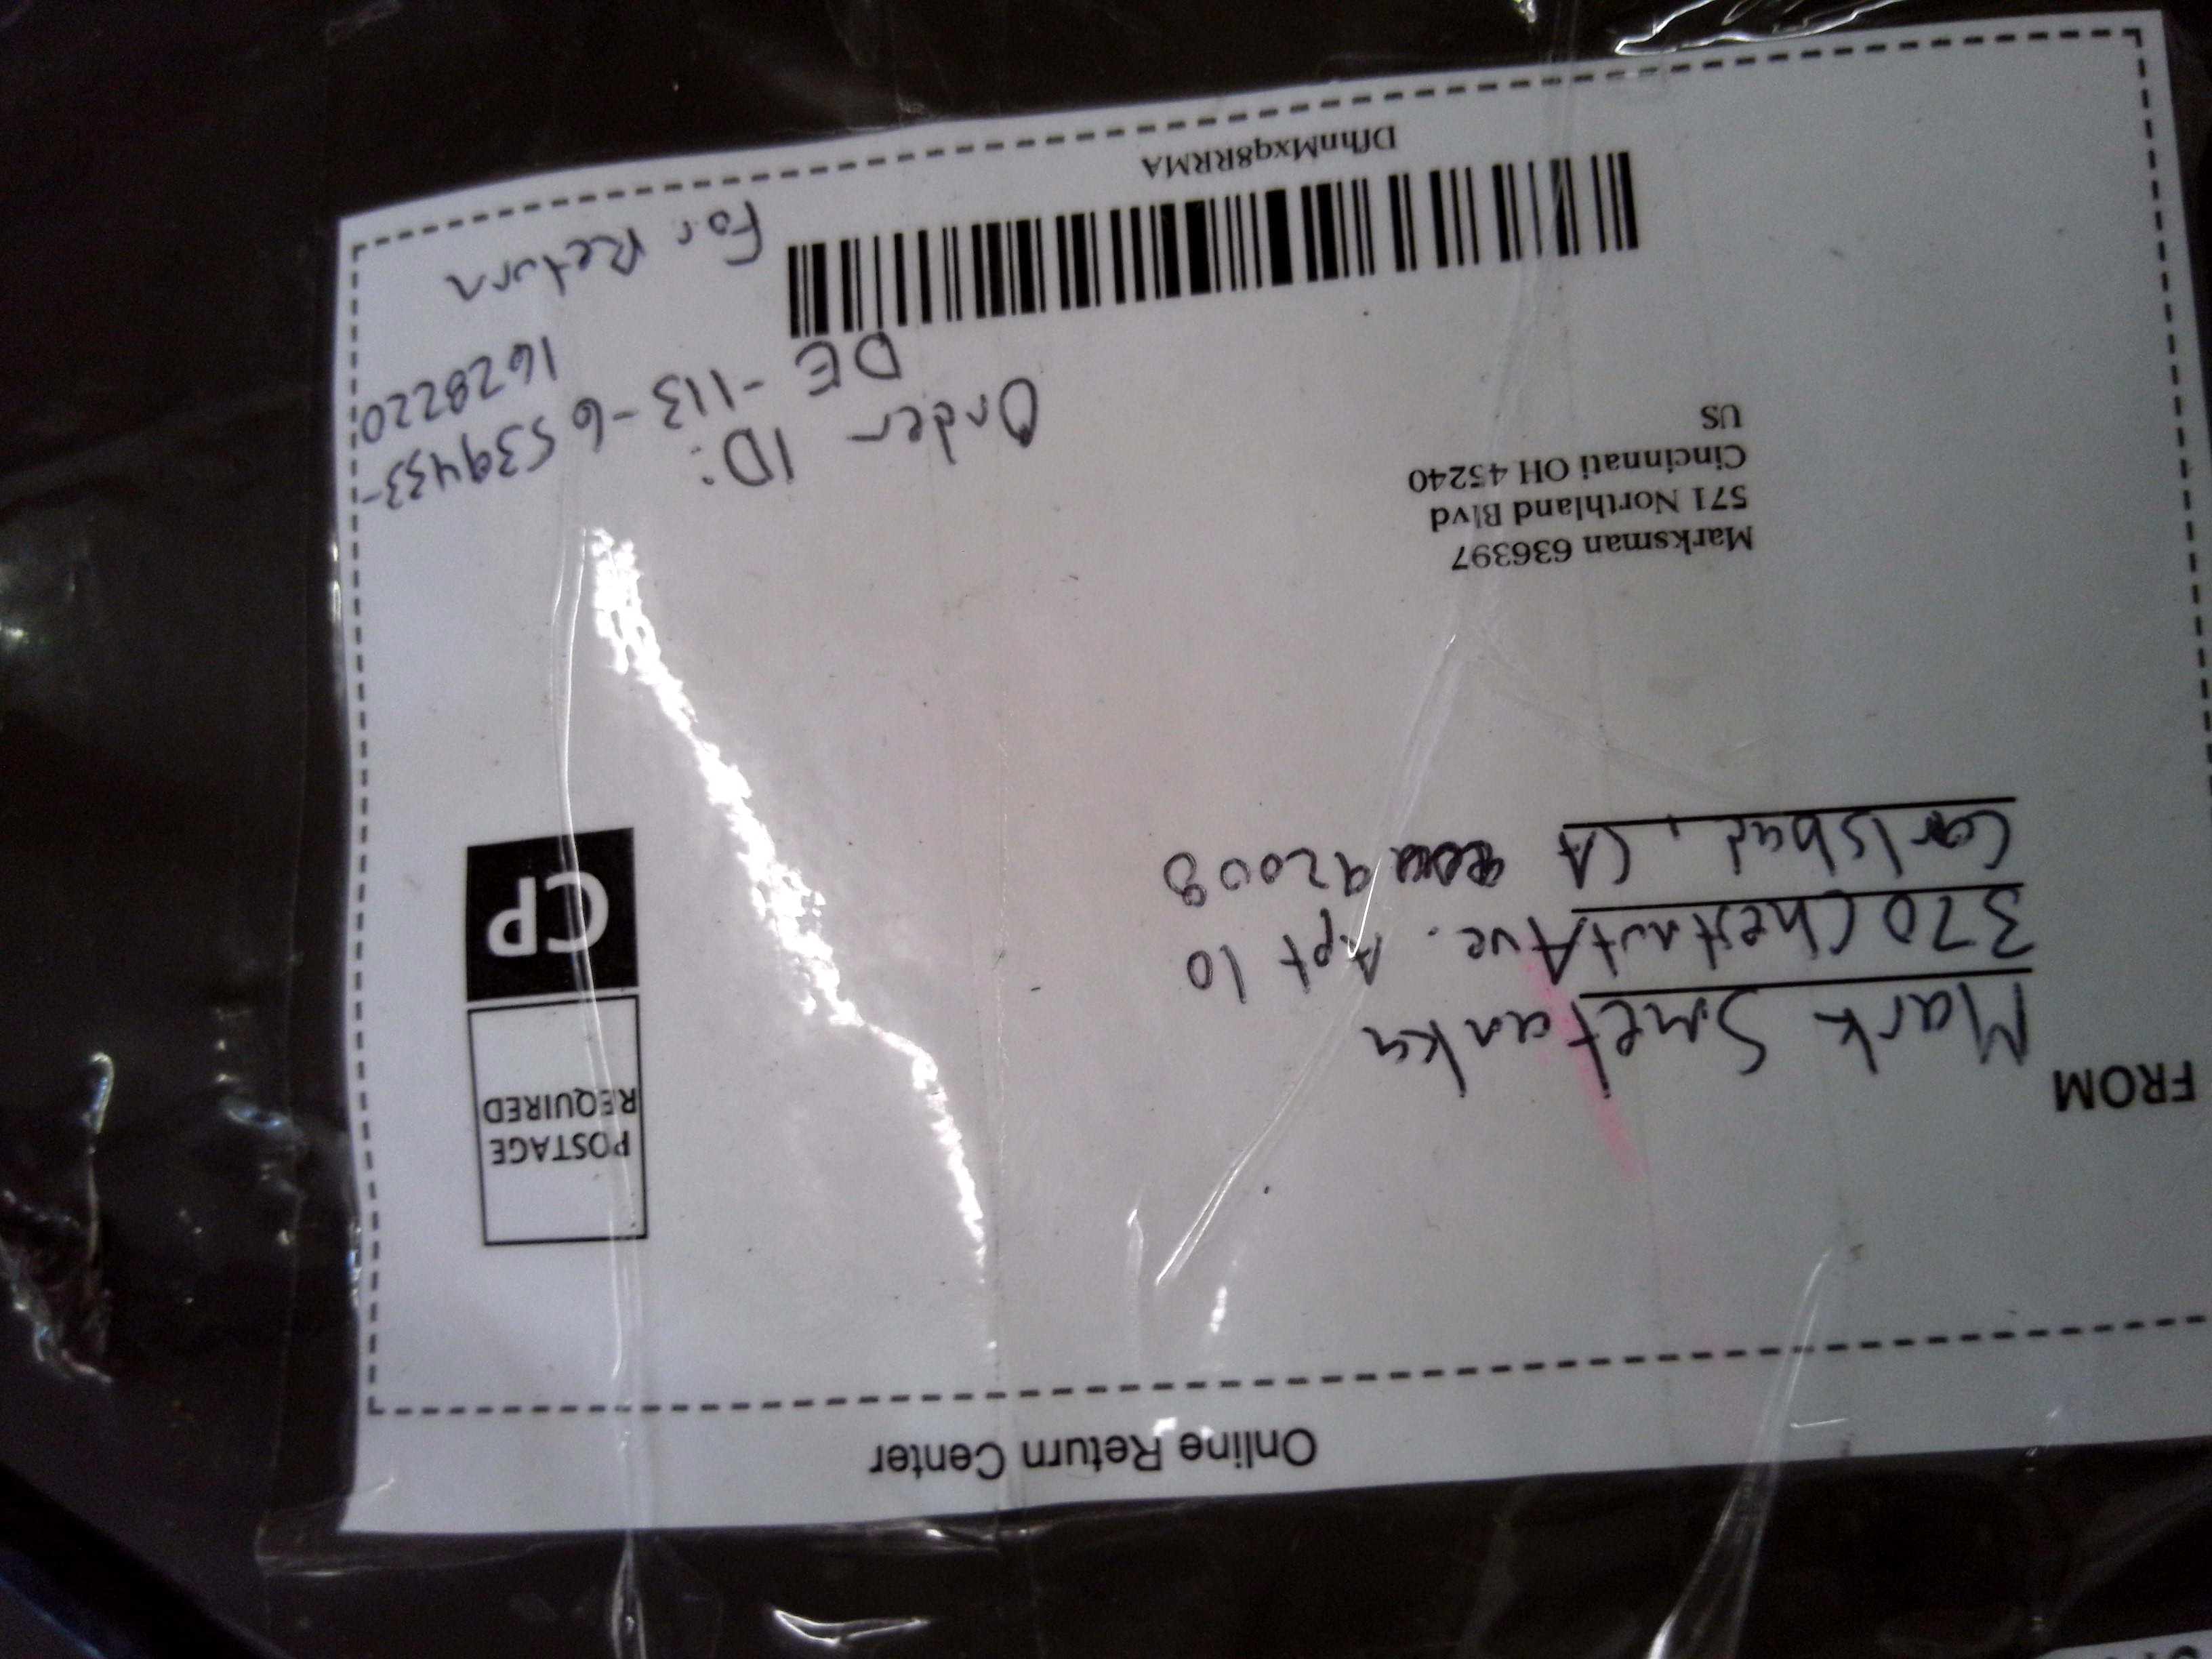 Online Return Center
POSTAGE
REQUIRED
CP
FROM
Mark Smetanka
370 Chestnut Ave. Apt 10
Carlsbad, CA 92008
Marksman 636397
571 Northland Blvd
Cincinnati OH 45240
US
Order ID:
DE-113-6539433-
1628220
For Return
DfhnMxq8RRMA